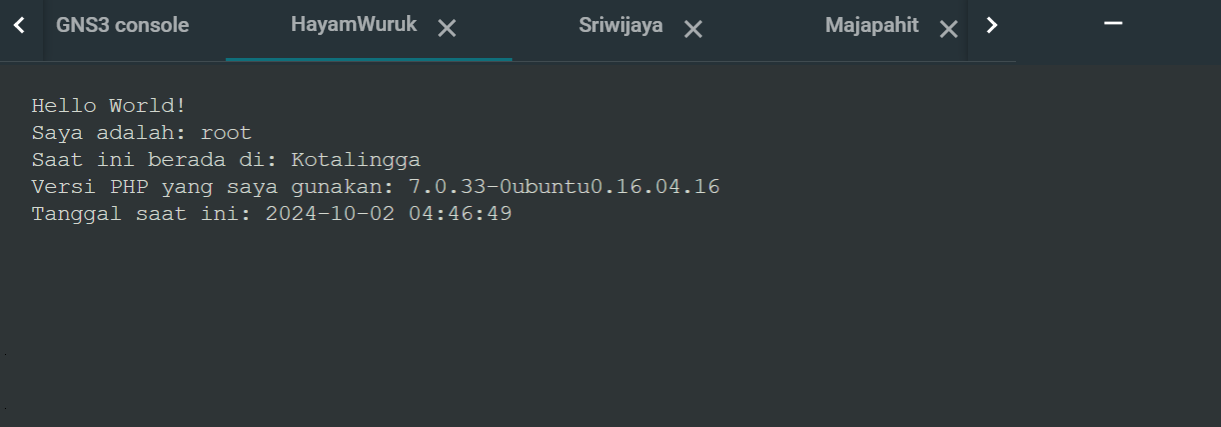 GNS3 console HayamWuruk Sriwijaya Majapahit
Hello World!
Saya adalah: root
Saat ini berada di: Kotalingga
Versi PHP yang saya gunakan: 7.0.33-0ubuntu0.16.04.16
Tanggal saat ini: 2024-10-02 04:46:49